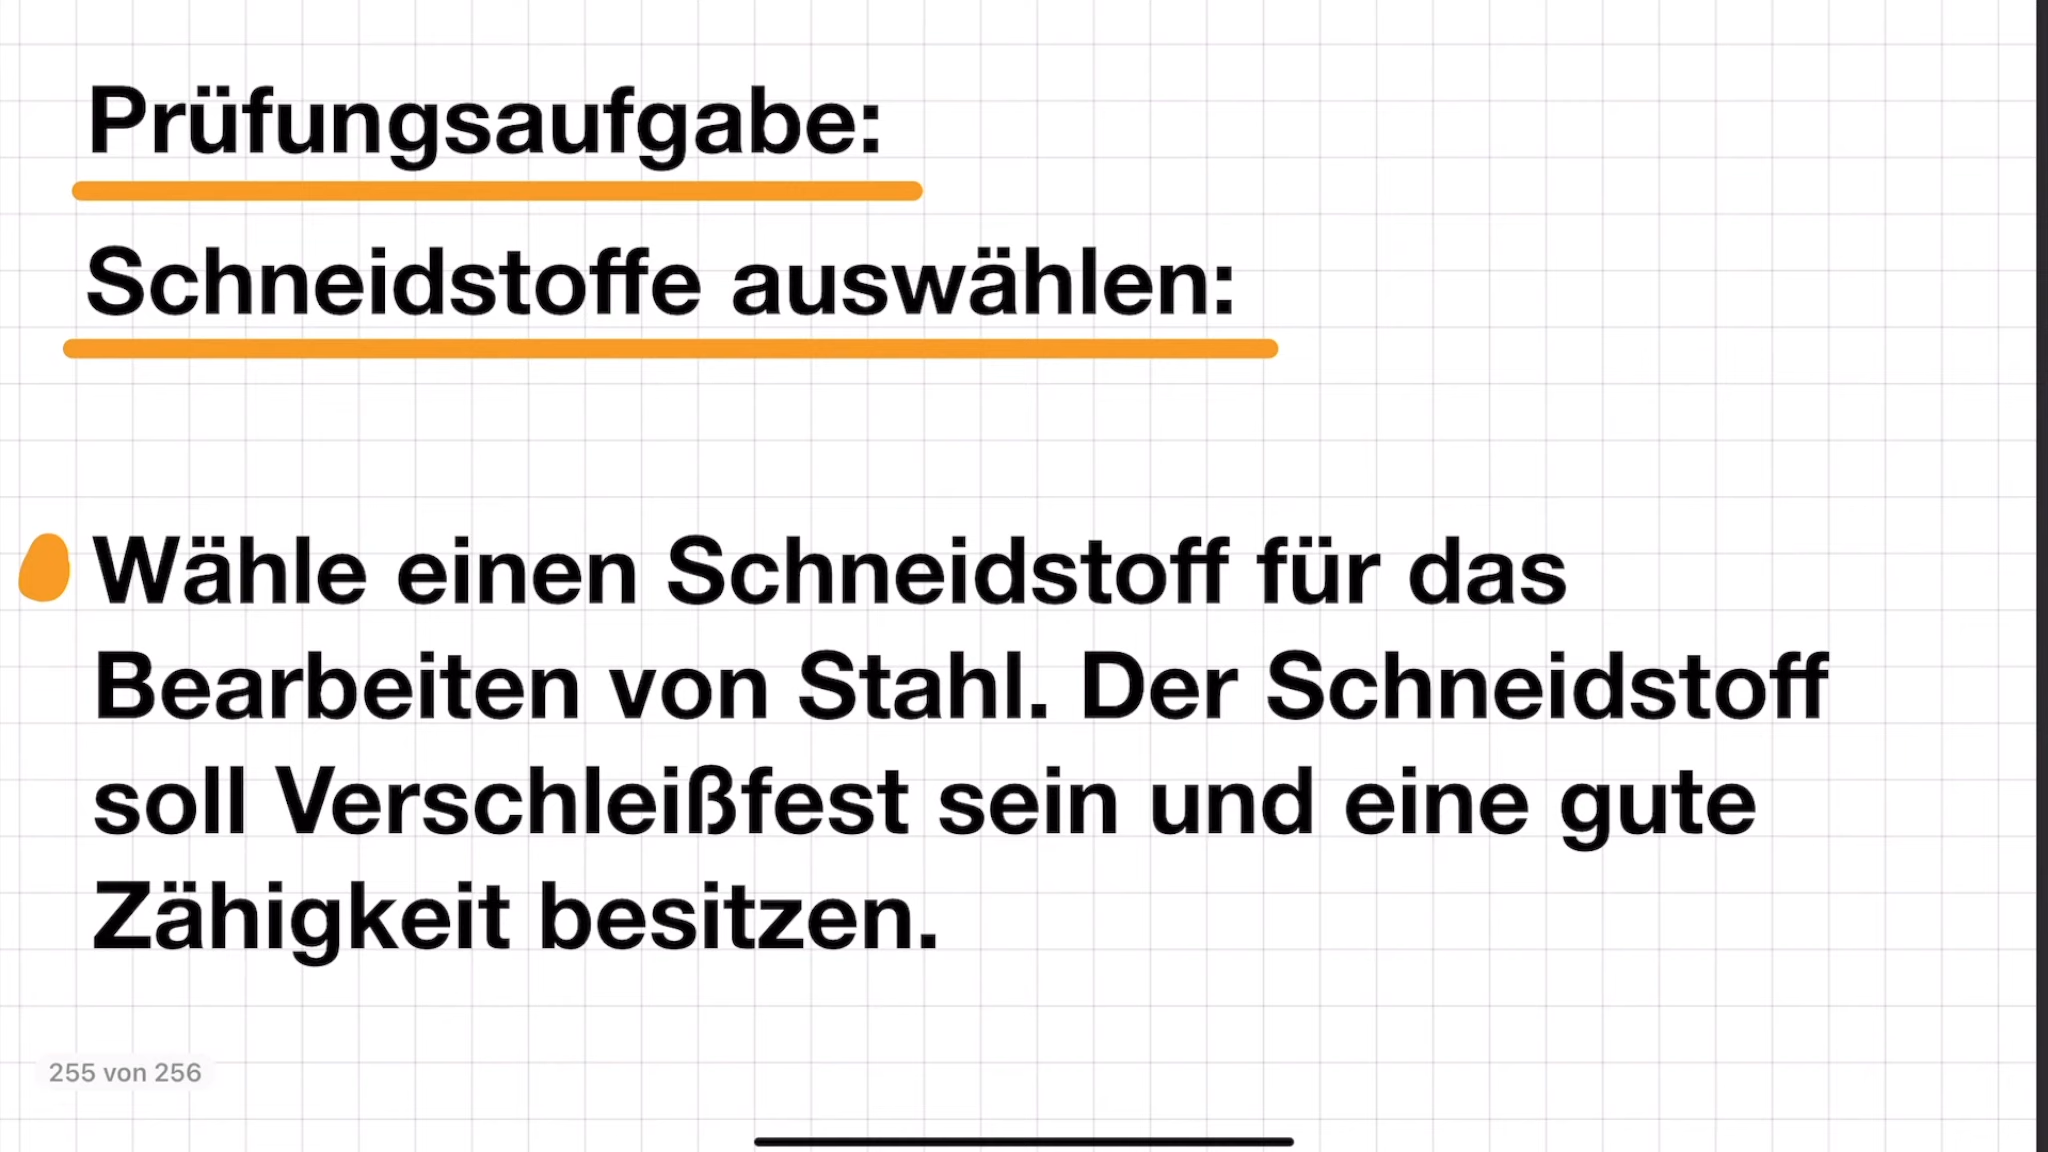 Prüfungsaufgabe:
Schneidstoffe auswählen:
Wähle einen Schneidstoff für das
Bearbeiten von Stahl. Der Schneidstoff
soll Verschleißfest sein und eine gute
Zähigkeit besitzen.
255 von 256